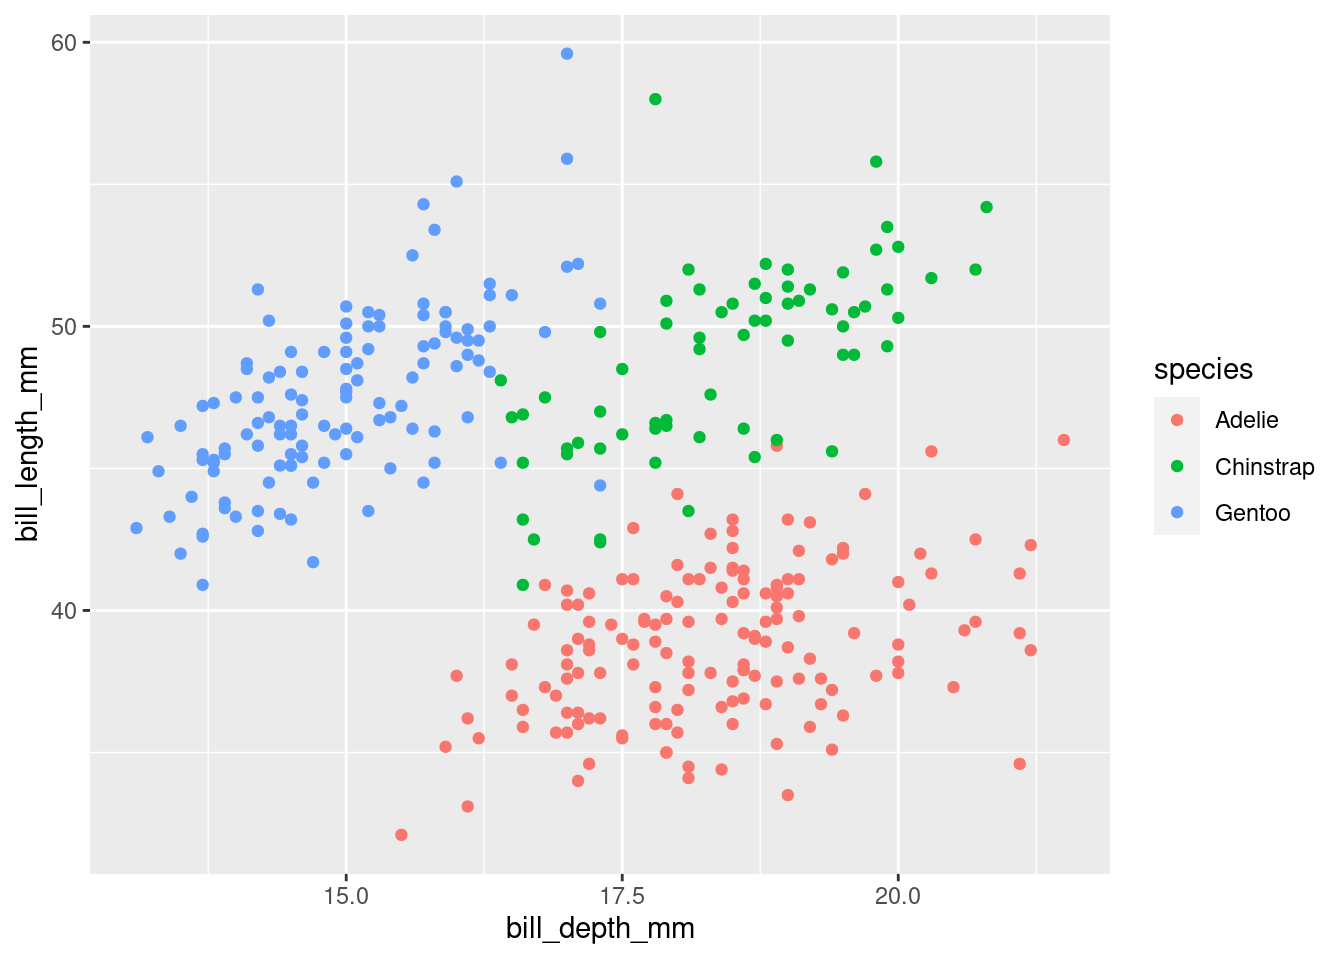 60
50
40
bill_length_mm
15.0 17.5 20.0
bill_depth_mm
species
Adelie
Chinstrap
Gentoo